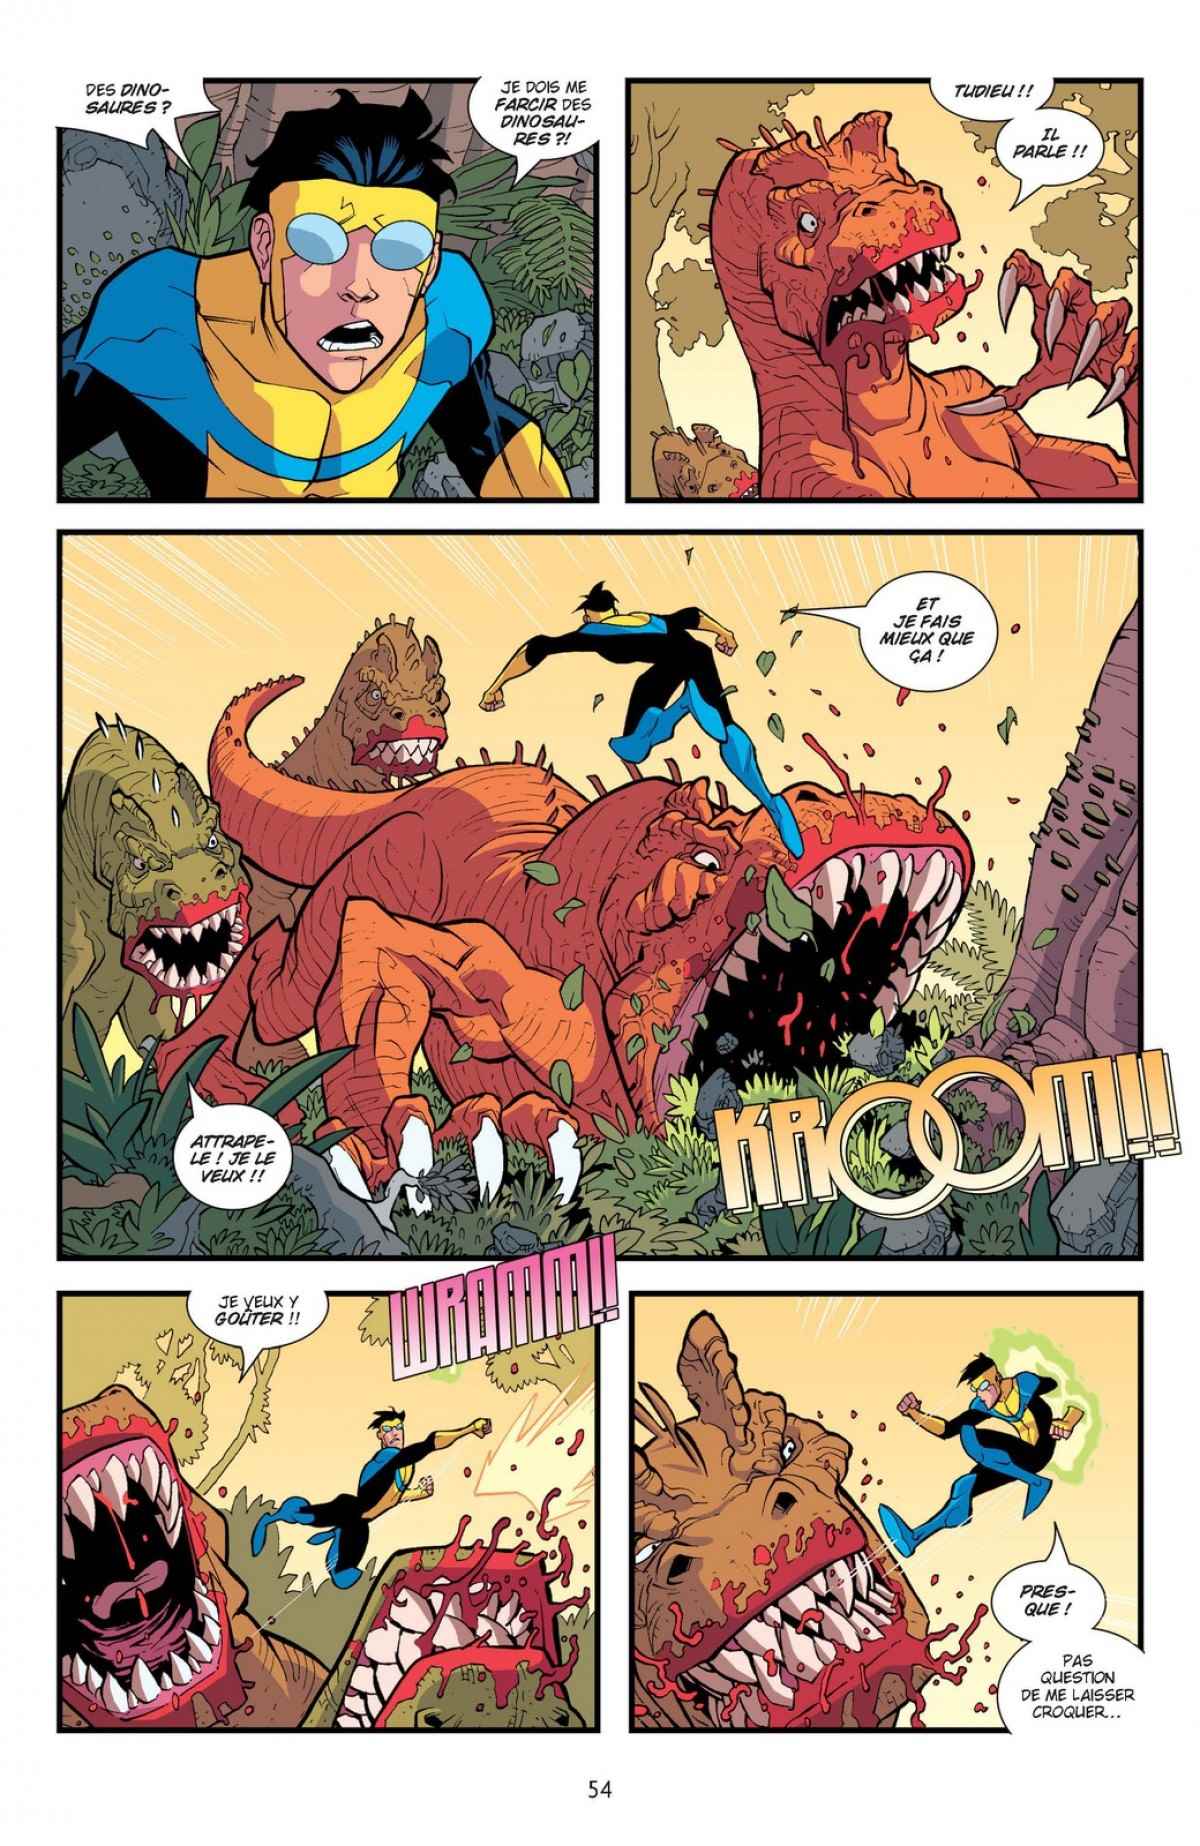 DES DINO-
SAURES ?
JE DOIS ME
FARCIR DES
DINOSAU-
RES ?!
TUDIEU !!
IL
PARLE !!
ET
JE FAIS
MIEUX QUE
ÇA !
ATTRAPE-
LE ! JE LE
VEUX !!
KROOOM!!
JE VEUX Y
GOÛTER !!
WRAMM!!
PRES-
QUE !
PAS
QUESTION
DE ME LAISSER
CROQUER...
54